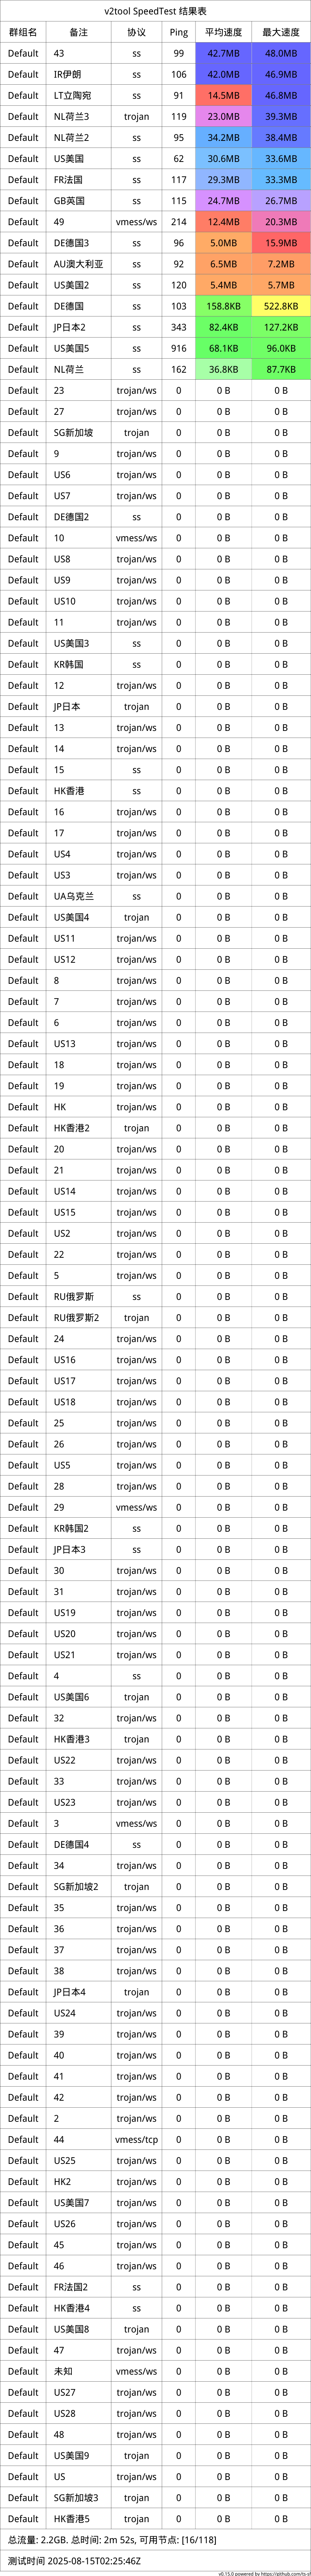 v2tool SpeedTest 结果表
群组名 备注 协议 Ping 平均速度 最大速度
Default 43 ss 99 42.7MB 48.0MB
Default IR伊朗 ss 106 42.0MB 46.9MB
Default LT立陶宛 ss 91 14.5MB 46.8MB
Default NL荷兰3 trojan 119 23.0MB 39.3MB
Default NL荷兰2 ss 95 34.2MB 38.4MB
Default US美国 ss 62 30.6MB 33.6MB
Default FR法国 ss 117 29.3MB 33.3MB
Default GB英国 ss 115 24.7MB 26.7MB
Default 49 vmess/ws 214 12.4MB 20.3MB
Default DE德国3 ss 96 5.0MB 15.9MB
Default AU澳大利亚 ss 92 6.5MB 7.2MB
Default US美国2 ss 120 5.4MB 5.7MB
Default DE德国 ss 103 158.8KB 522.8KB
Default JP日本2 ss 343 82.4KB 127.2KB
Default US美国5 ss 916 68.1KB 96.0KB
Default NL荷兰 ss 162 36.8KB 87.7KB
Default 23 trojan/ws 0 0 B 0 B
Default 27 trojan/ws 0 0 B 0 B
Default SG新加坡 trojan 0 0 B 0 B
Default 9 trojan/ws 0 0 B 0 B
Default US6 trojan/ws 0 0 B 0 B
Default US7 trojan/ws 0 0 B 0 B
Default DE德国2 ss 0 0 B 0 B
Default 10 vmess/ws 0 0 B 0 B
Default US8 trojan/ws 0 0 B 0 B
Default US9 trojan/ws 0 0 B 0 B
Default US10 trojan/ws 0 0 B 0 B
Default 11 trojan/ws 0 0 B 0 B
Default US美国3 ss 0 0 B 0 B
Default KR韩国 ss 0 0 B 0 B
Default 12 trojan/ws 0 0 B 0 B
Default JP日本 trojan 0 0 B 0 B
Default 13 trojan/ws 0 0 B 0 B
Default 14 trojan/ws 0 0 B 0 B
Default 15 ss 0 0 B 0 B
Default HK香港 ss 0 0 B 0 B
Default 16 trojan/ws 0 0 B 0 B
Default 17 trojan/ws 0 0 B 0 B
Default US4 trojan/ws 0 0 B 0 B
Default US3 trojan/ws 0 0 B 0 B
Default UA乌克兰 ss 0 0 B 0 B
Default US美国4 trojan 0 0 B 0 B
Default US11 trojan/ws 0 0 B 0 B
Default US12 trojan/ws 0 0 B 0 B
Default 8 trojan/ws 0 0 B 0 B
Default 7 trojan/ws 0 0 B 0 B
Default 6 trojan/ws 0 0 B 0 B
Default US13 trojan/ws 0 0 B 0 B
Default 18 trojan/ws 0 0 B 0 B
Default 19 trojan/ws 0 0 B 0 B
Default HK trojan/ws 0 0 B 0 B
Default HK香港2 trojan 0 0 B 0 B
Default 20 trojan/ws 0 0 B 0 B
Default 21 trojan/ws 0 0 B 0 B
Default US14 trojan/ws 0 0 B 0 B
Default US15 trojan/ws 0 0 B 0 B
Default US2 trojan/ws 0 0 B 0 B
Default 22 trojan/ws 0 0 B 0 B
Default 5 trojan/ws 0 0 B 0 B
Default RU俄罗斯 ss 0 0 B 0 B
Default RU俄罗斯2 trojan 0 0 B 0 B
Default 24 trojan/ws 0 0 B 0 B
Default US16 trojan/ws 0 0 B 0 B
Default US17 trojan/ws 0 0 B 0 B
Default US18 trojan/ws 0 0 B 0 B
Default 25 trojan/ws 0 0 B 0 B
Default 26 trojan/ws 0 0 B 0 B
Default US5 trojan/ws 0 0 B 0 B
Default 28 trojan/ws 0 0 B 0 B
Default 29 vmess/ws 0 0 B 0 B
Default KR韩国2 ss 0 0 B 0 B
Default JP日本3 ss 0 0 B 0 B
Default 30 trojan/ws 0 0 B 0 B
Default 31 trojan/ws 0 0 B 0 B
Default US19 trojan/ws 0 0 B 0 B
Default US20 trojan/ws 0 0 B 0 B
Default US21 trojan/ws 0 0 B 0 B
Default 4 ss 0 0 B 0 B
Default US美国6 trojan 0 0 B 0 B
Default 32 trojan/ws 0 0 B 0 B
Default HK香港3 trojan 0 0 B 0 B
Default US22 trojan/ws 0 0 B 0 B
Default 33 trojan/ws 0 0 B 0 B
Default US23 trojan/ws 0 0 B 0 B
Default 3 vmess/ws 0 0 B 0 B
Default DE德国4 ss 0 0 B 0 B
Default 34 trojan/ws 0 0 B 0 B
Default SG新加坡2 trojan 0 0 B 0 B
Default 35 trojan/ws 0 0 B 0 B
Default 36 trojan/ws 0 0 B 0 B
Default 37 trojan/ws 0 0 B 0 B
Default 38 trojan/ws 0 0 B 0 B
Default JP日本4 trojan 0 0 B 0 B
Default US24 trojan/ws 0 0 B 0 B
Default 39 trojan/ws 0 0 B 0 B
Default 40 trojan/ws 0 0 B 0 B
Default 41 trojan/ws 0 0 B 0 B
Default 42 trojan/ws 0 0 B 0 B
Default 2 trojan/ws 0 0 B 0 B
Default 44 vmess/tcp 0 0 B 0 B
Default US25 trojan/ws 0 0 B 0 B
Default HK2 trojan/ws 0 0 B 0 B
Default US美国7 trojan/ws 0 0 B 0 B
Default US26 trojan/ws 0 0 B 0 B
Default 45 trojan/ws 0 0 B 0 B
Default 46 trojan/ws 0 0 B 0 B
Default FR法国2 ss 0 0 B 0 B
Default HK香港4 ss 0 0 B 0 B
Default US美国8 trojan 0 0 B 0 B
Default 47 trojan/ws 0 0 B 0 B
Default 未知 vmess/ws 0 0 B 0 B
Default US27 trojan/ws 0 0 B 0 B
Default US28 trojan/ws 0 0 B 0 B
Default 48 trojan/ws 0 0 B 0 B
Default US美国9 trojan 0 0 B 0 B
Default US trojan/ws 0 0 B 0 B
Default SG新加坡3 trojan 0 0 B 0 B
Default HK香港5 trojan 0 0 B 0 B
总流量: 2.2GB. 总时间: 2m 52s, 可用节点: [16/118]
测试时间 2025-08-15T02:25:46Z
v0.15.0 powered by https://github.com/ts-sf